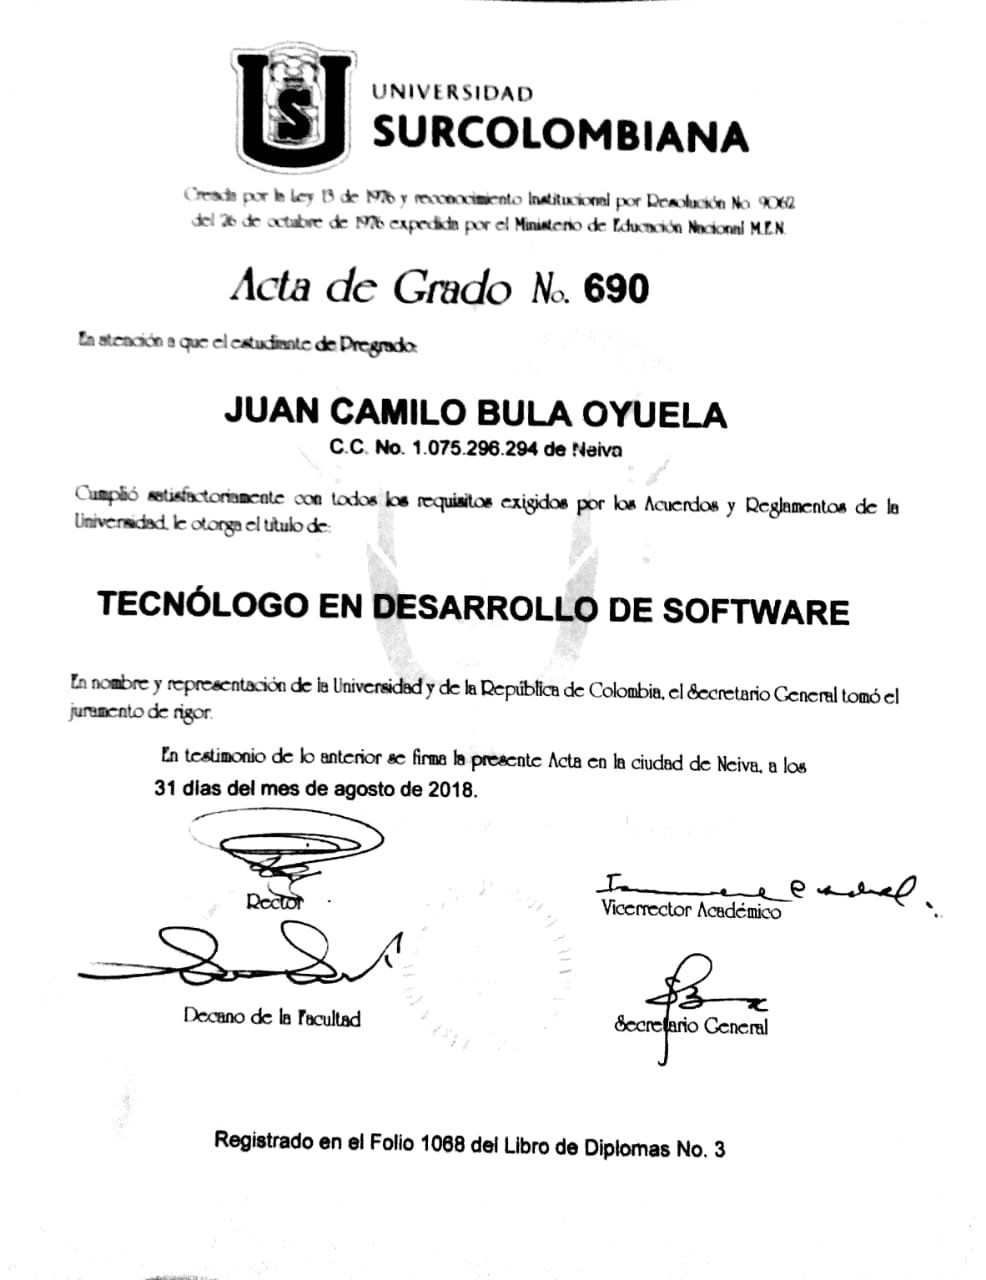 UNIVERSIDAD
SURCOLOMBIANA
Creada por la Ley 13 de 1976 y reconocimiento Institucional por Resolución No. 9062
del 26 de octubre de 1976 expedida por el Ministerio de Educación Nacional M.E.N.
Acta de Grado No. 690
En atención a que el estudiante de Pregrado:
JUAN CAMILO BULA OYUELA
C.C. No. 1.075.296.294 de Neiva
Cumplió satisfactoriamente con todos los requisitos exigidos por los Acuerdos y Reglamentos de la
Universidad, le otorga el título de:
TECNÓLOGO EN DESARROLLO DE SOFTWARE
En nombre y representación de la Universidad y de la República de Colombia, el Secretario General tomó el
juramento de rigor.
En testimonio de lo anterior se firma la presente Acta en la ciudad de Neiva, a los
31 días del mes de agosto de 2018.
Rector
Vicerrector Académico
Decano de la Facultad
Secretario General
Registrado en el Folio 1068 del Libro de Diplomas No. 3